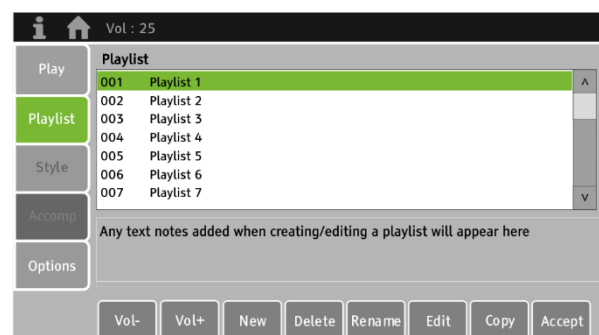 Vol : 25
Play
Playlist
Style
Accomp
Options
Playlist
001 Playlist 1
002 Playlist 2
003 Playlist 3
004 Playlist 4
005 Playlist 5
006 Playlist 6
007 Playlist 7
Any text notes added when creating/editing a playlist will appear here
Vol- Vol+ New Delete Rename Edit Copy Accept